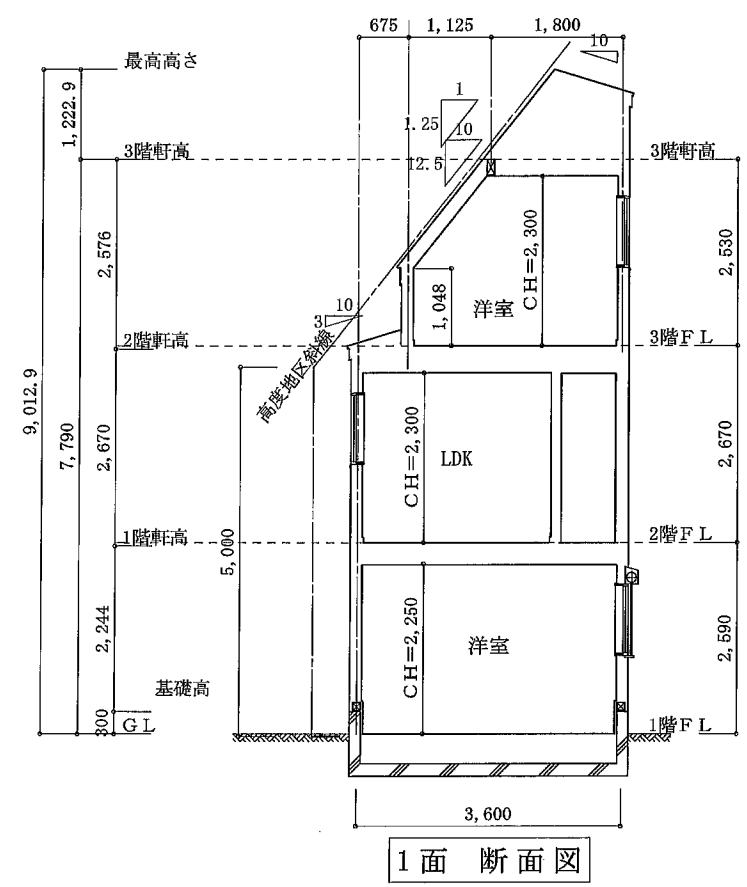 675 1,125 1,800
10
最高高さ
1,222.9
1
1.25
10
12.5
3階軒高 3階軒高
2,576
CH=2,300
2,530
1,048
洋室
10
3
2階軒高 3階FL
高度地区斜線
9,012.9
7,790
2,670
CH=2,300
LDK
2,670
1階軒高 2階FL
5,000
2,244
CH=2,250
洋室
2,590
基礎高
300
GL 1階FL
3,600
1面 断面図